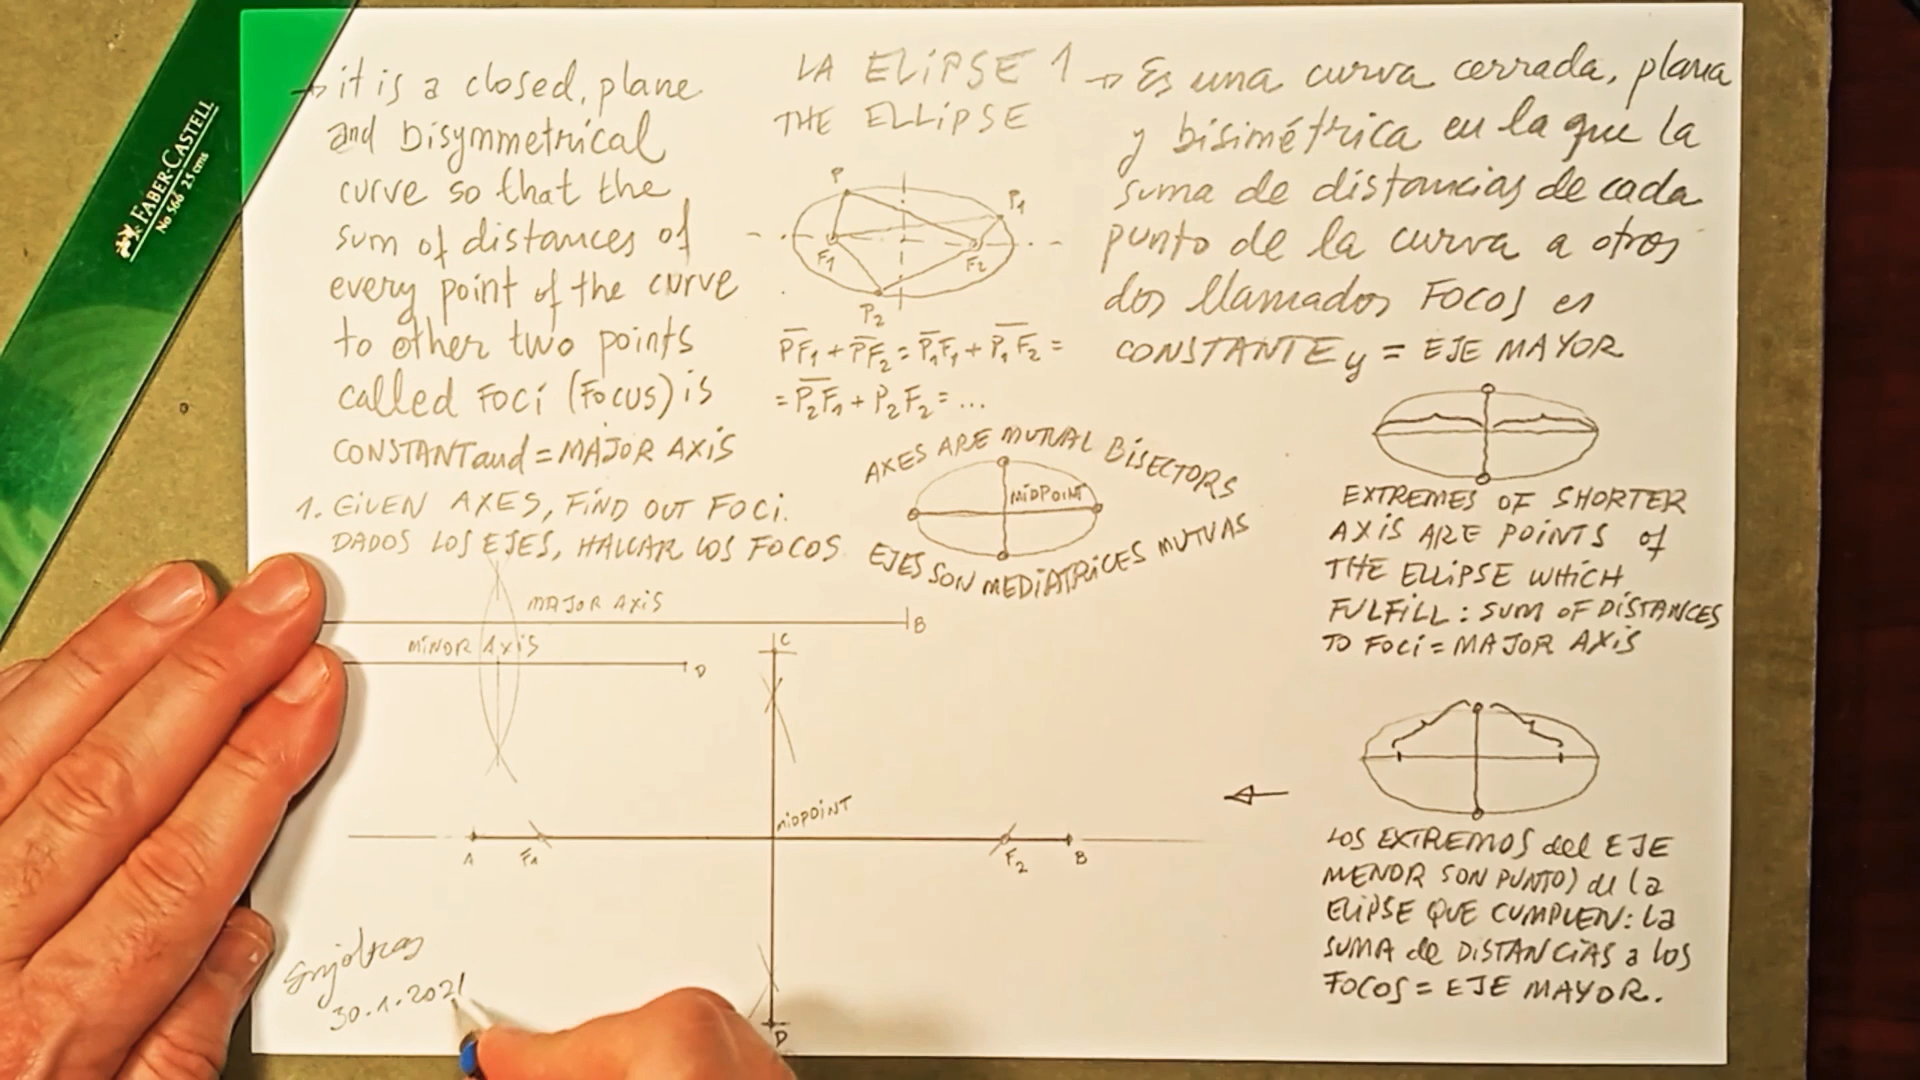 FABER-CASTELL
No 566 25 cms
LA ELIPSE 1
THE ELLIPSE
it is a closed, plane
and Bisymmetrical
curve so that the
sum of distances of
every point of the curve
to other two points
called FOCi (FOCUS) is
CONSTANT and = MAJOR AXIS
→ Es una curva cerrada, plana
y bisimétrica en la que la
suma de distancias de cada
punto de la curva a otros
dos llamados FOCOS es
CONSTANTE y = EJE MAYOR
P
P1
F1
F2
P2
PF1 + PF2 = P1F1 + P1F2 =
= P2F1 + P2F2 = ...
AXES ARE MUTUAL BISECTORS
MIDPOINT
EJES SON MEDIATRICES MUTUAS
1. GIVEN AXES, FIND OUT FOCI.
DADOS LOS EJES, HALLAR LOS FOCOS
MAJOR AXIS
B
MINOR AXIS
D
C
MIDPOINT
A
F1
F2
B
D
EXTREMES OF SHORTER
AXIS ARE POINTS of
THE ELLIPSE WHICH
FULFILL: SUM OF DISTANCES
TO FOCI = MAJOR AXIS
LOS EXTREMOS del EJE
MENOR SON PUNTOS de la
ELIPSE QUE CUMPLEN: LA
SUMA de DISTANCIAS a los
FOCOS = EJE MAYOR.
30.1.2021